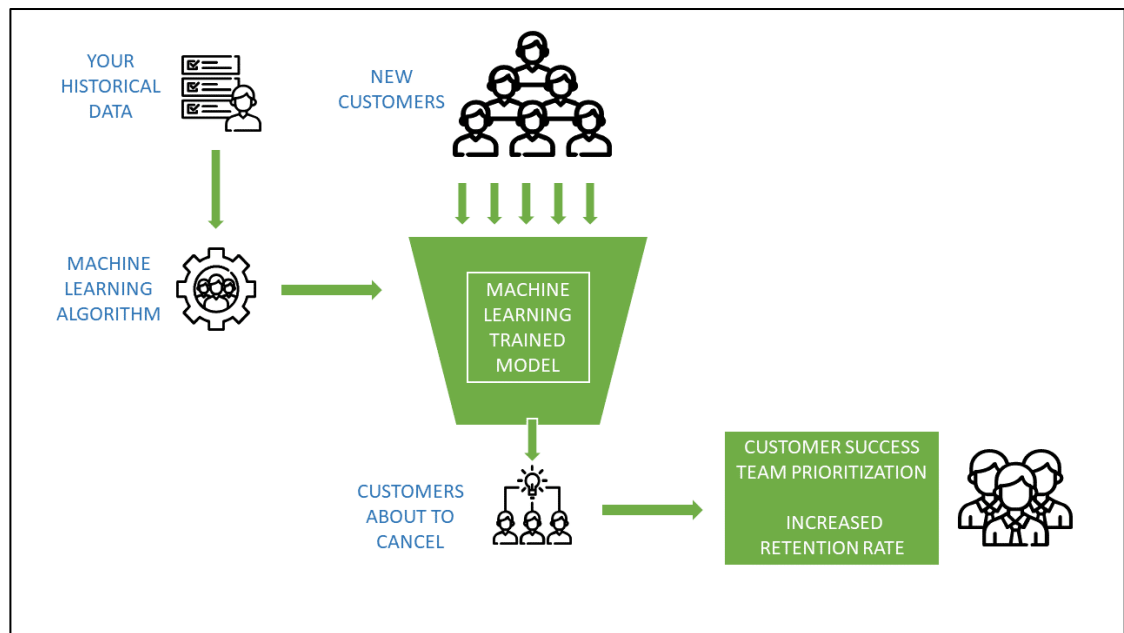 YOUR
HISTORICAL
DATA
NEW
CUSTOMERS
MACHINE
LEARNING
ALGORITHM
MACHINE
LEARNING
TRAINED
MODEL
CUSTOMERS
ABOUT TO
CANCEL
CUSTOMER SUCCESS
TEAM PRIORITIZATION
INCREASED
RETENTION RATE